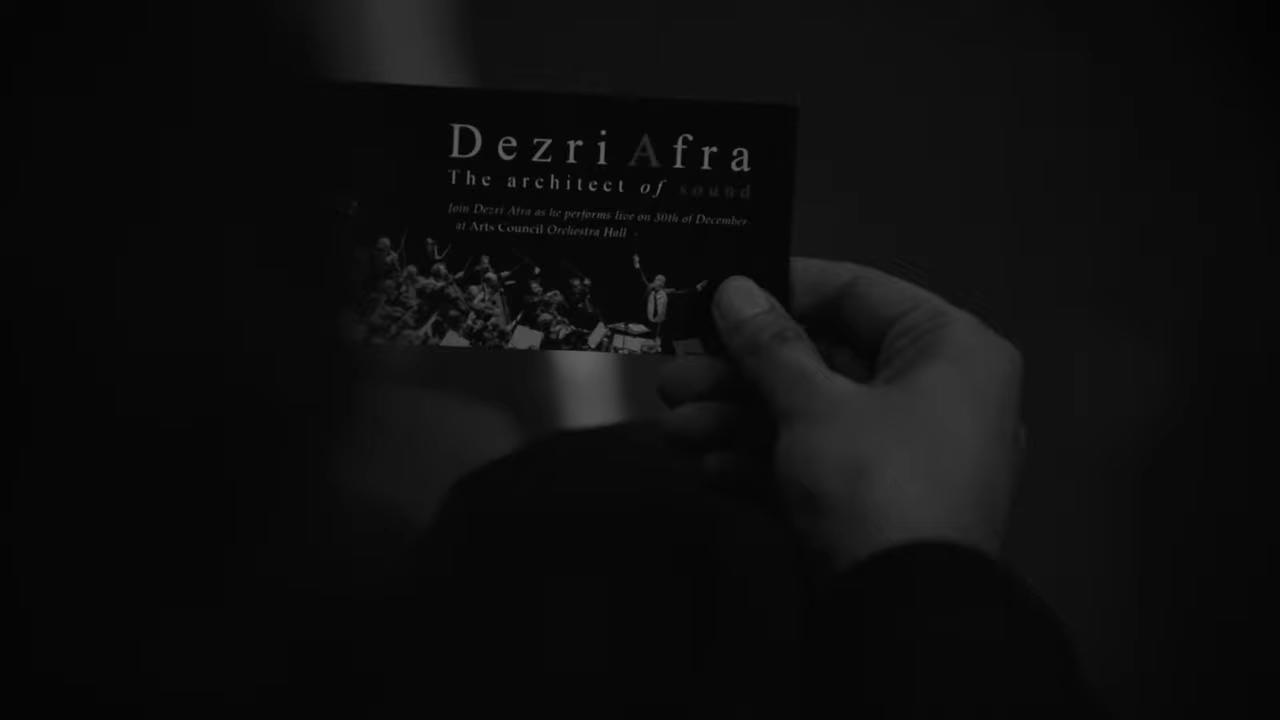 Dezri Afra
The architect of sound
Join Dezri Afra as he performs live on 30th of December
at Arts Council Orchestra Hall